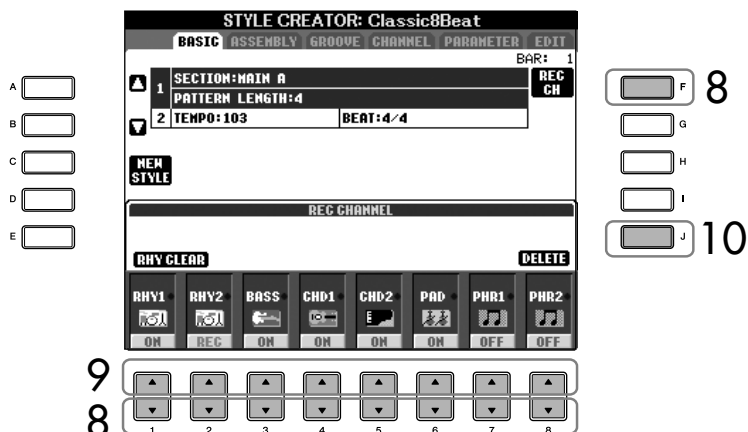 STYLE CREATOR: Classic8Beat
BASIC ASSEMBLY GROOVE CHANNEL PARAMETER EDIT
BAR: 1
1 SECTION:MAIN A
PATTERN LENGTH:4
REC CH
2 TEMPO:103 BEAT:4/4
NEW STYLE
A
B
C
D
E
F 8
G
H
I
J 10
REC CHANNEL
RHY CLEAR DELETE
RHY1 RHY2 BASS CHD1 CHD2 PAD PHR1 PHR2
ON REC ON ON ON ON OFF OFF
9
8
1 2 3 4 5 6 7 8